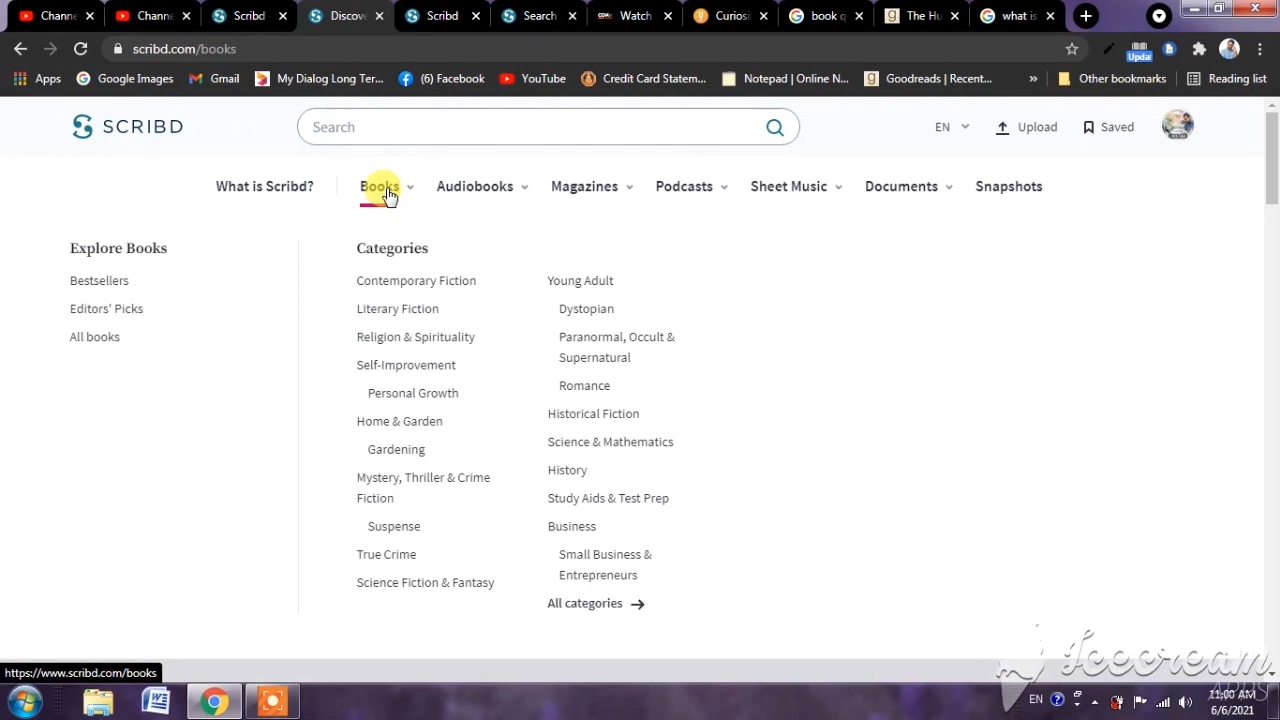 Channe
Channe
Scribd
Discove
Scribd
Search
Watch
Curiosi
book q
The Hu
what is
scribd.com/books
Updat
Apps
Google Images
Gmail
My Dialog Long Ter...
(6) Facebook
YouTube
Credit Card Statem...
Notepad | Online N...
Goodreads | Recent...
»
Other bookmarks
Reading list
SCRIBD
Search
EN
Upload
Saved
What is Scribd?
Books
Audiobooks
Magazines
Podcasts
Sheet Music
Documents
Snapshots
Explore Books
Bestsellers
Editors' Picks
All books
Categories
Contemporary Fiction
Literary Fiction
Religion & Spirituality
Self-Improvement
Personal Growth
Home & Garden
Gardening
Mystery, Thriller & Crime
Fiction
Suspense
True Crime
Science Fiction & Fantasy
Young Adult
Dystopian
Paranormal, Occult &
Supernatural
Romance
Historical Fiction
Science & Mathematics
History
Study Aids & Test Prep
Business
Small Business &
Entrepreneurs
All categories
https://www.scribd.com/books
Icecream
APPS
EN
11:00 AM
6/6/2021